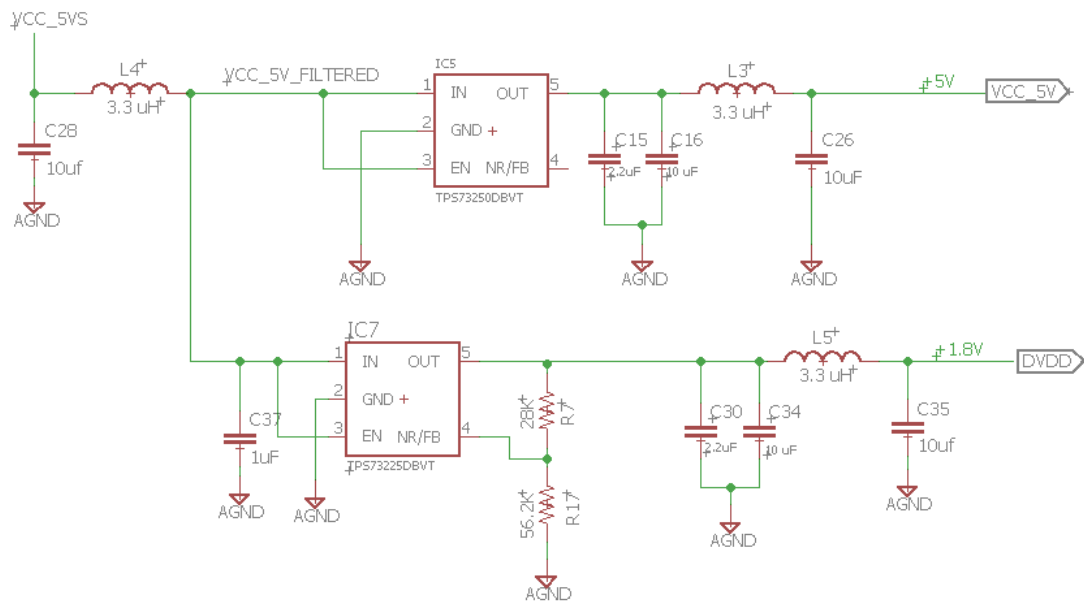 VCC_5VS
L4
3.3 uH
C28
10uf
AGND
VCC_5V_FILTERED
IC5
1 IN OUT 5
2 GND
3 EN NR/FB 4
TPS73250DBVT
AGND
C15
2.2uF
C16
10 uF
AGND
L3
3.3 uH
C26
10uF
AGND
+5V
VCC_5V
IC7
1 IN OUT 5
2 GND
3 EN NR/FB 4
TPS73225DBVT
C37
1uF
AGND
AGND
28K
R7
56.2K
R17
AGND
C30
2.2uF
C34
10 uF
AGND
L5
3.3 uH
C35
10uf
AGND
+1.8V
DVDD